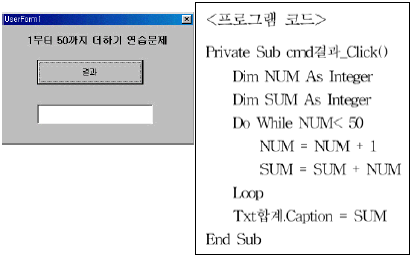 UserForm1
1부터 50까지 더하기 연습문제
결과
<프로그램 코드>
Private Sub cmd결과_Click()
Dim NUM As Integer
Dim SUM As Integer
Do While NUM< 50
NUM = NUM + 1
SUM = SUM + NUM
Loop
Txt합계.Caption = SUM
End Sub